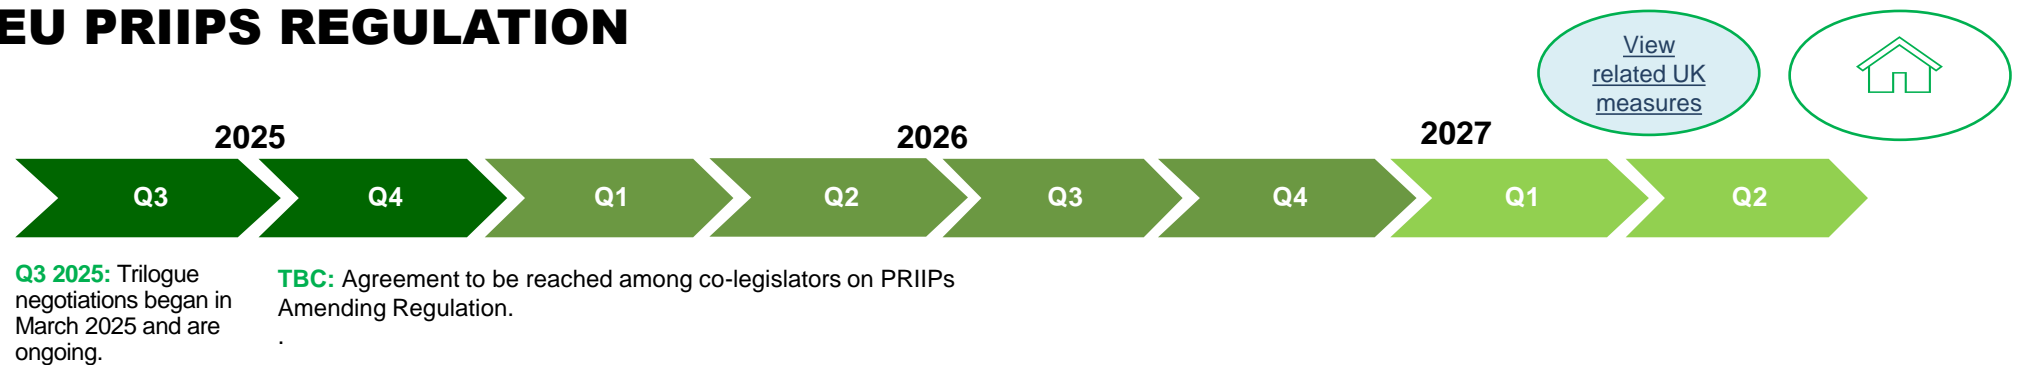 EU PRIIPS REGULATION
View
related UK
measures
2025
2026
2027
Q3
Q4
Q1
Q2
Q3
Q4
Q1
Q2
Q3 2025: Trilogue
negotiations began in
March 2025 and are
ongoing.
TBC: Agreement to be reached among co-legislators on PRIIPs
Amending Regulation.
.